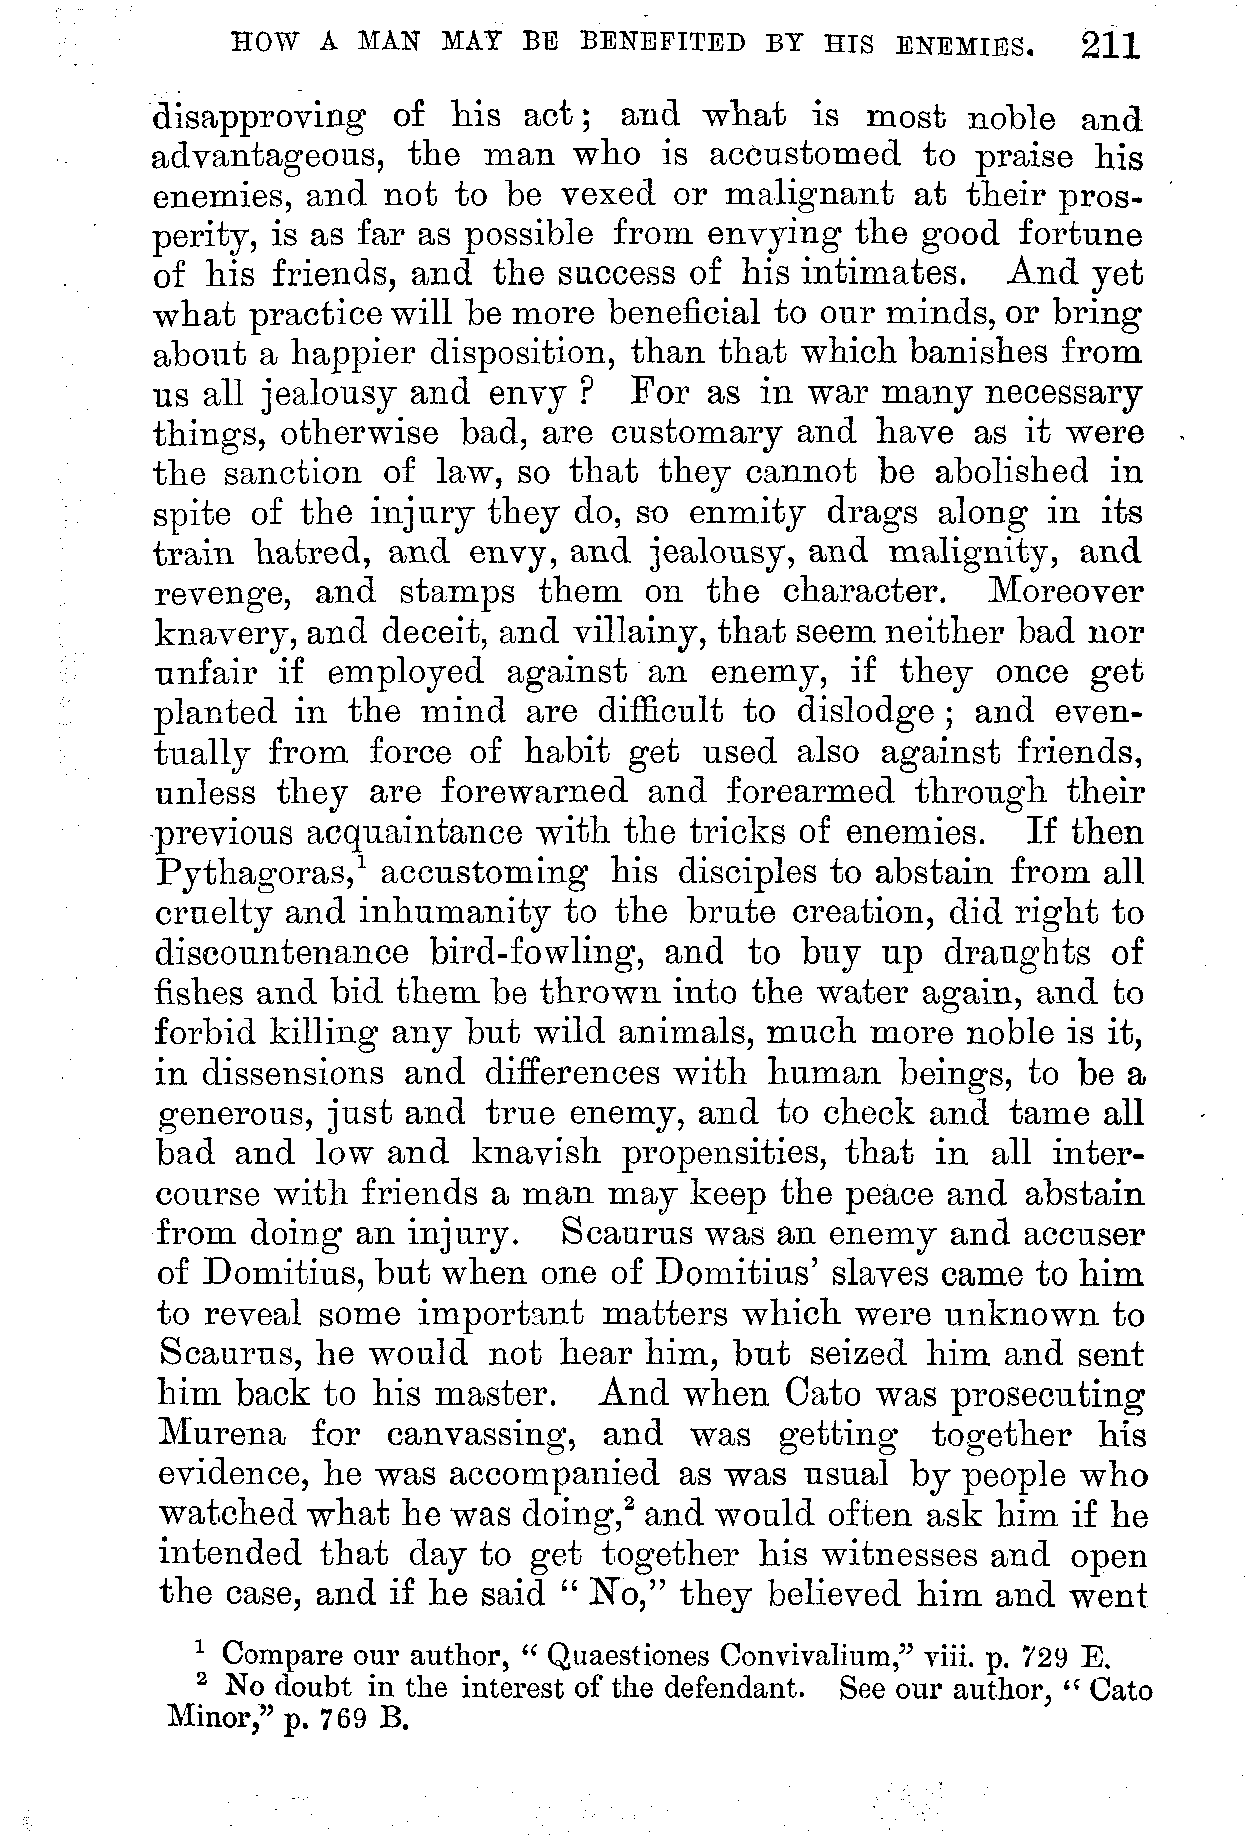 HOW A MAN MAY BE BENEFITED BY HIS ENEMIES. 211
disapproving of his act; and what is most noble and
advantageous, the man who is accustomed to praise his
enemies, and not to be vexed or malignant at their pros-
perity, is as far as possible from envying the good fortune
of his friends, and the success of his intimates. And yet
what practice will be more beneficial to our minds, or bring
about a happier disposition, than that which banishes from
us all jealousy and envy? For as in war many necessary
things, otherwise bad, are customary and have as it were
the sanction of law, so that they cannot be abolished in
spite of the injury they do, so enmity drags along in its
train hatred, and envy, and jealousy, and malignity, and
revenge, and stamps them on the character. Moreover
knavery, and deceit, and villainy, that seem neither bad nor
unfair if employed against an enemy, if they once get
planted in the mind are difficult to dislodge; and even-
tually from force of habit get used also against friends,
unless they are forewarned and forearmed through their
previous acquaintance with the tricks of enemies. If then
Pythagoras,¹ accustoming his disciples to abstain from all
cruelty and inhumanity to the brute creation, did right to
discountenance bird-fowling, and to buy up draughts of
fishes and bid them be thrown into the water again, and to
forbid killing any but wild animals, much more noble is it,
in dissensions and differences with human beings, to be a
generous, just and true enemy, and to check and tame all
bad and low and knavish propensities, that in all inter-
course with friends a man may keep the peace and abstain
from doing an injury. Scaurus was an enemy and accuser
of Domitius, but when one of Domitius' slaves came to him
to reveal some important matters which were unknown to
Scaurus, he would not hear him, but seized him and sent
him back to his master. And when Cato was prosecuting
Murena for canvassing, and was getting together his
evidence, he was accompanied as was usual by people who
watched what he was doing,² and would often ask him if he
intended that day to get together his witnesses and open
the case, and if he said "No," they believed him and went
¹ Compare our author, "Quaestiones Convivalium," viii. p. 729 E.
² No doubt in the interest of the defendant. See our author, "Cato
Minor," p. 769 B.